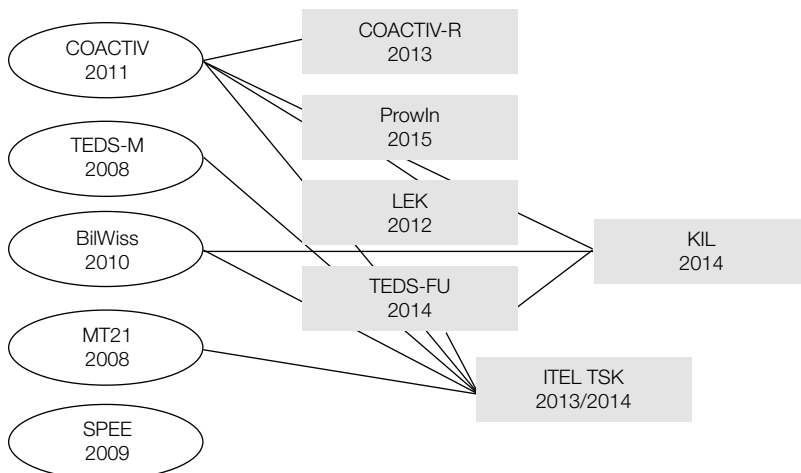 COACTIV
2011
TEDS-M
2008
BilWiss
2010
MT21
2008
SPEE
2009
COACTIV-R
2013
ProwIn
2015
LEK
2012
TEDS-FU
2014
KIL
2014
ITEL TSK
2013/2014